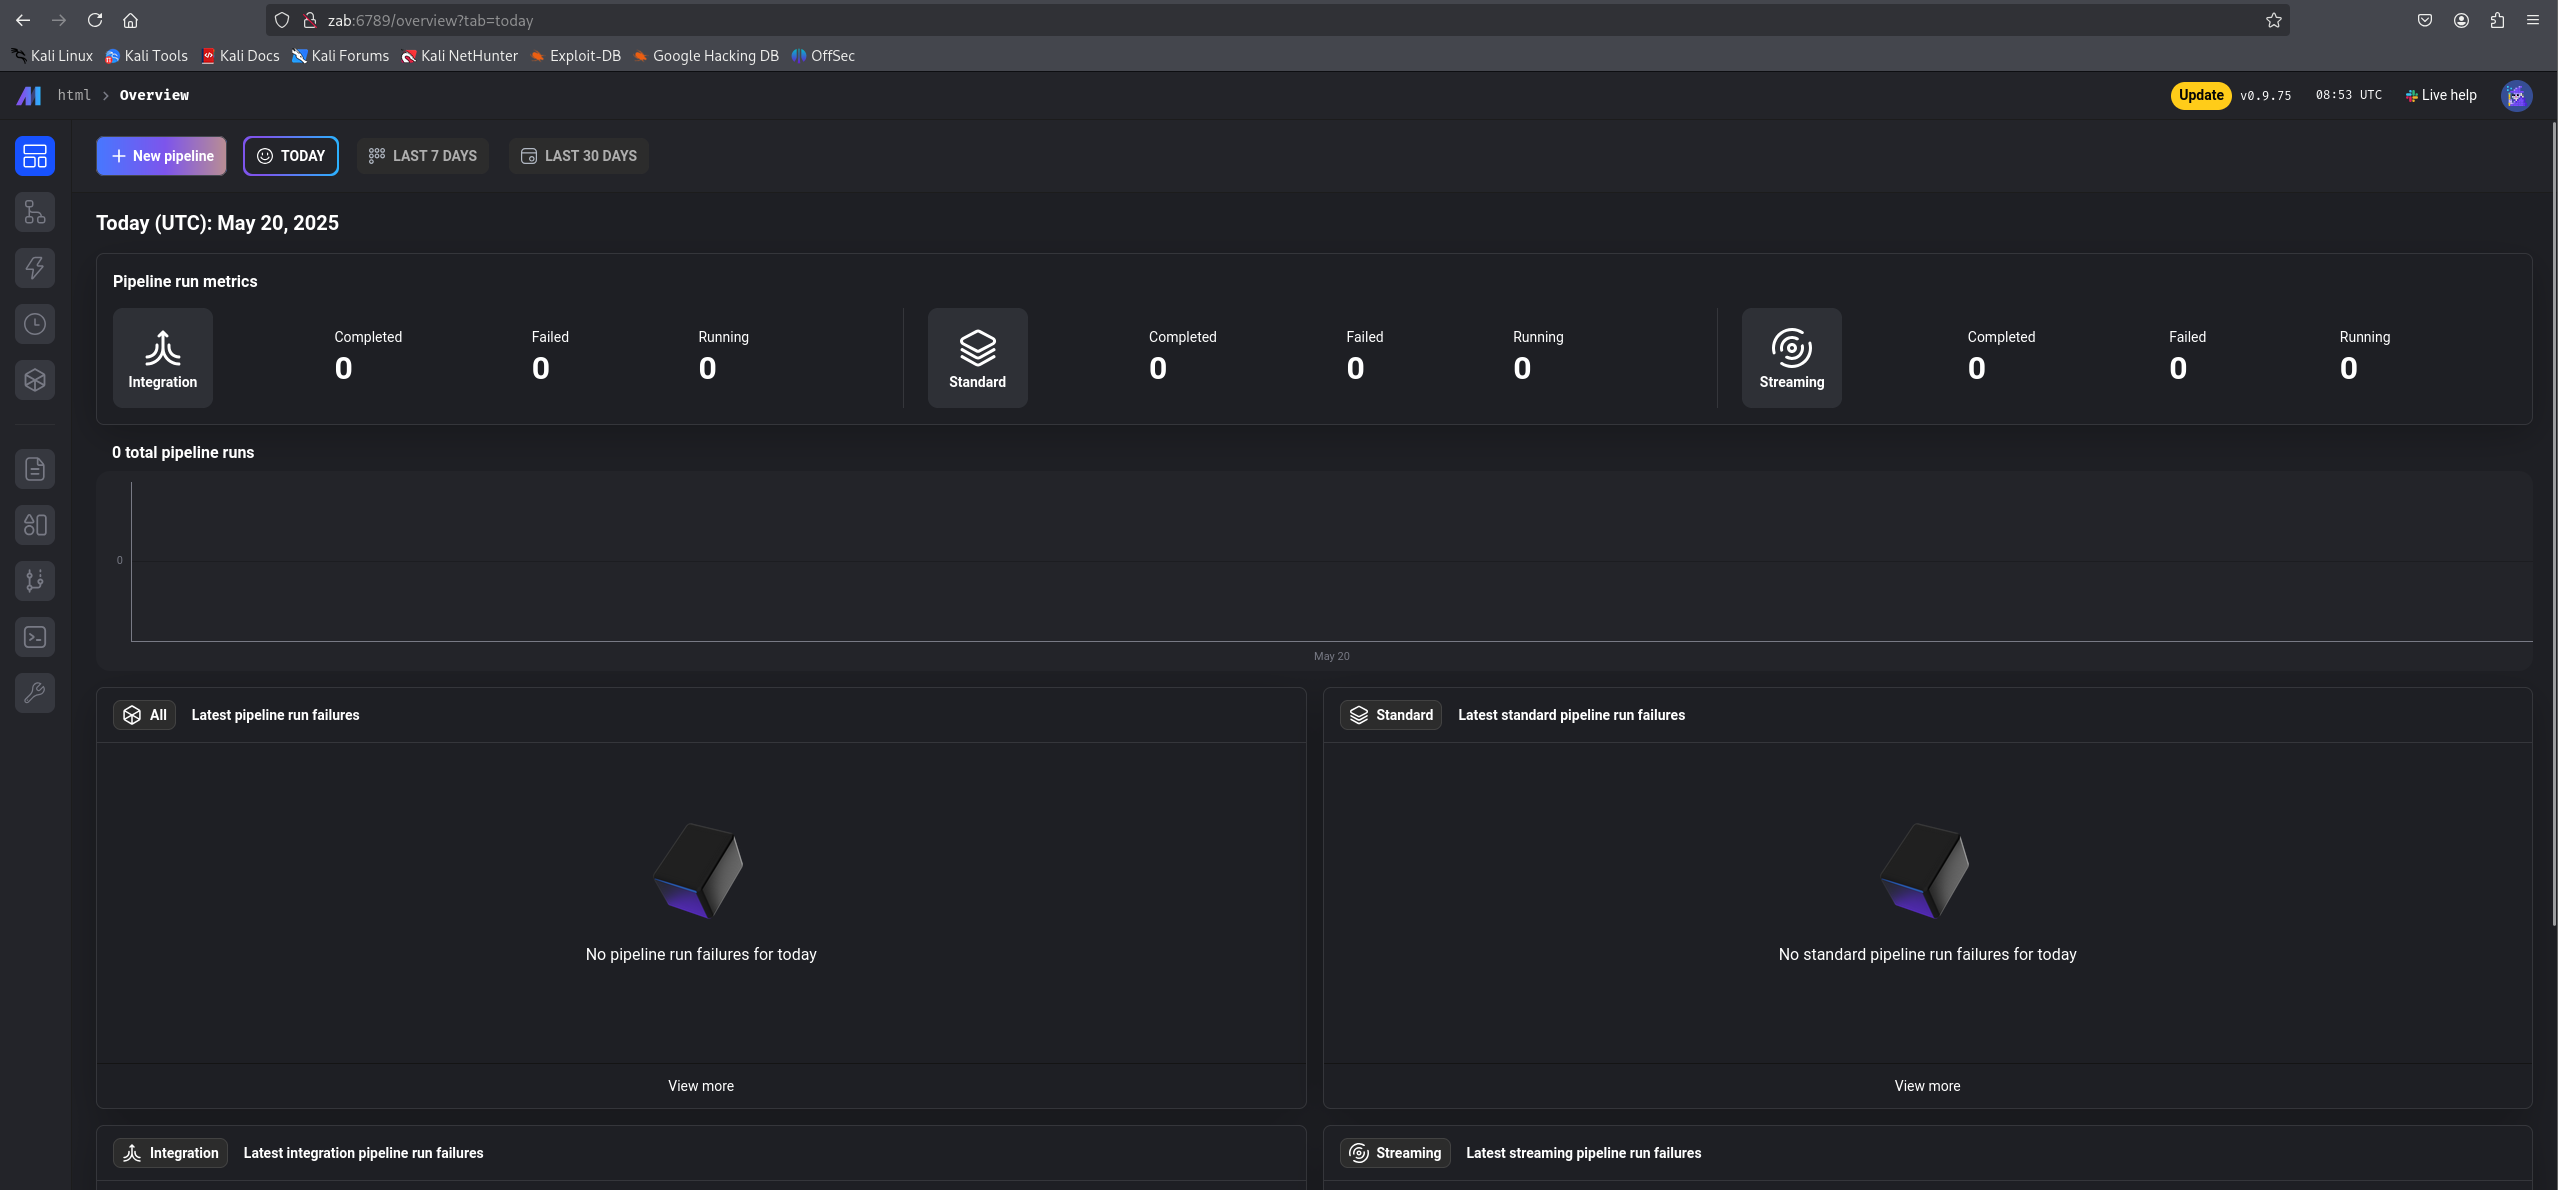 zab:6789/overview?tab=today
Kali Linux Kali Tools Kali Docs Kali Forums Kali NetHunter Exploit-DB Google Hacking DB OffSec
html > Overview Update v0.9.75 08:53 UTC Live help
+ New pipeline TODAY LAST 7 DAYS LAST 30 DAYS
Today (UTC): May 20, 2025
Pipeline run metrics
Completed Failed Running Completed Failed Running Completed Failed Running
0 0 0 0 0 0 0 0 0
Integration Standard Streaming
0 total pipeline runs
0
May 20
All Latest pipeline run failures Standard Latest standard pipeline run failures
No pipeline run failures for today No standard pipeline run failures for today
View more View more
Integration Latest integration pipeline run failures Streaming Latest streaming pipeline run failures